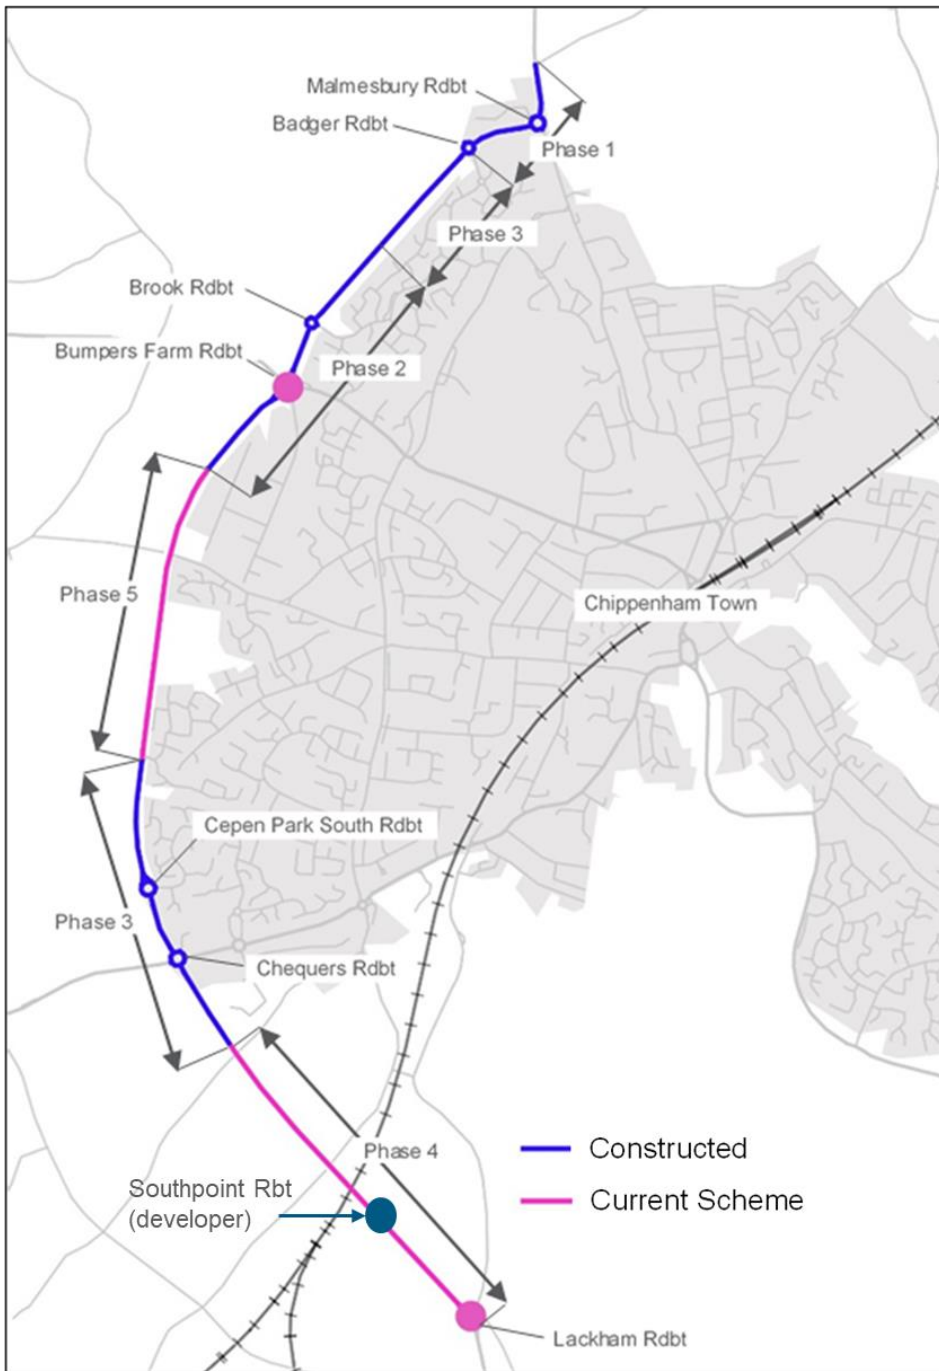 Malmesbury Rdbt
Badger Rdbt
Phase 1
Phase 3
Brook Rdbt
Bumpers Farm Rdbt
Phase 2
Phase 5
Chippenham Town
Cepen Park South Rdbt
Phase 3
Chequers Rdbt
Constructed
Phase 4
Current Scheme
Southpoint Rbt
(developer)
Lackham Rdbt